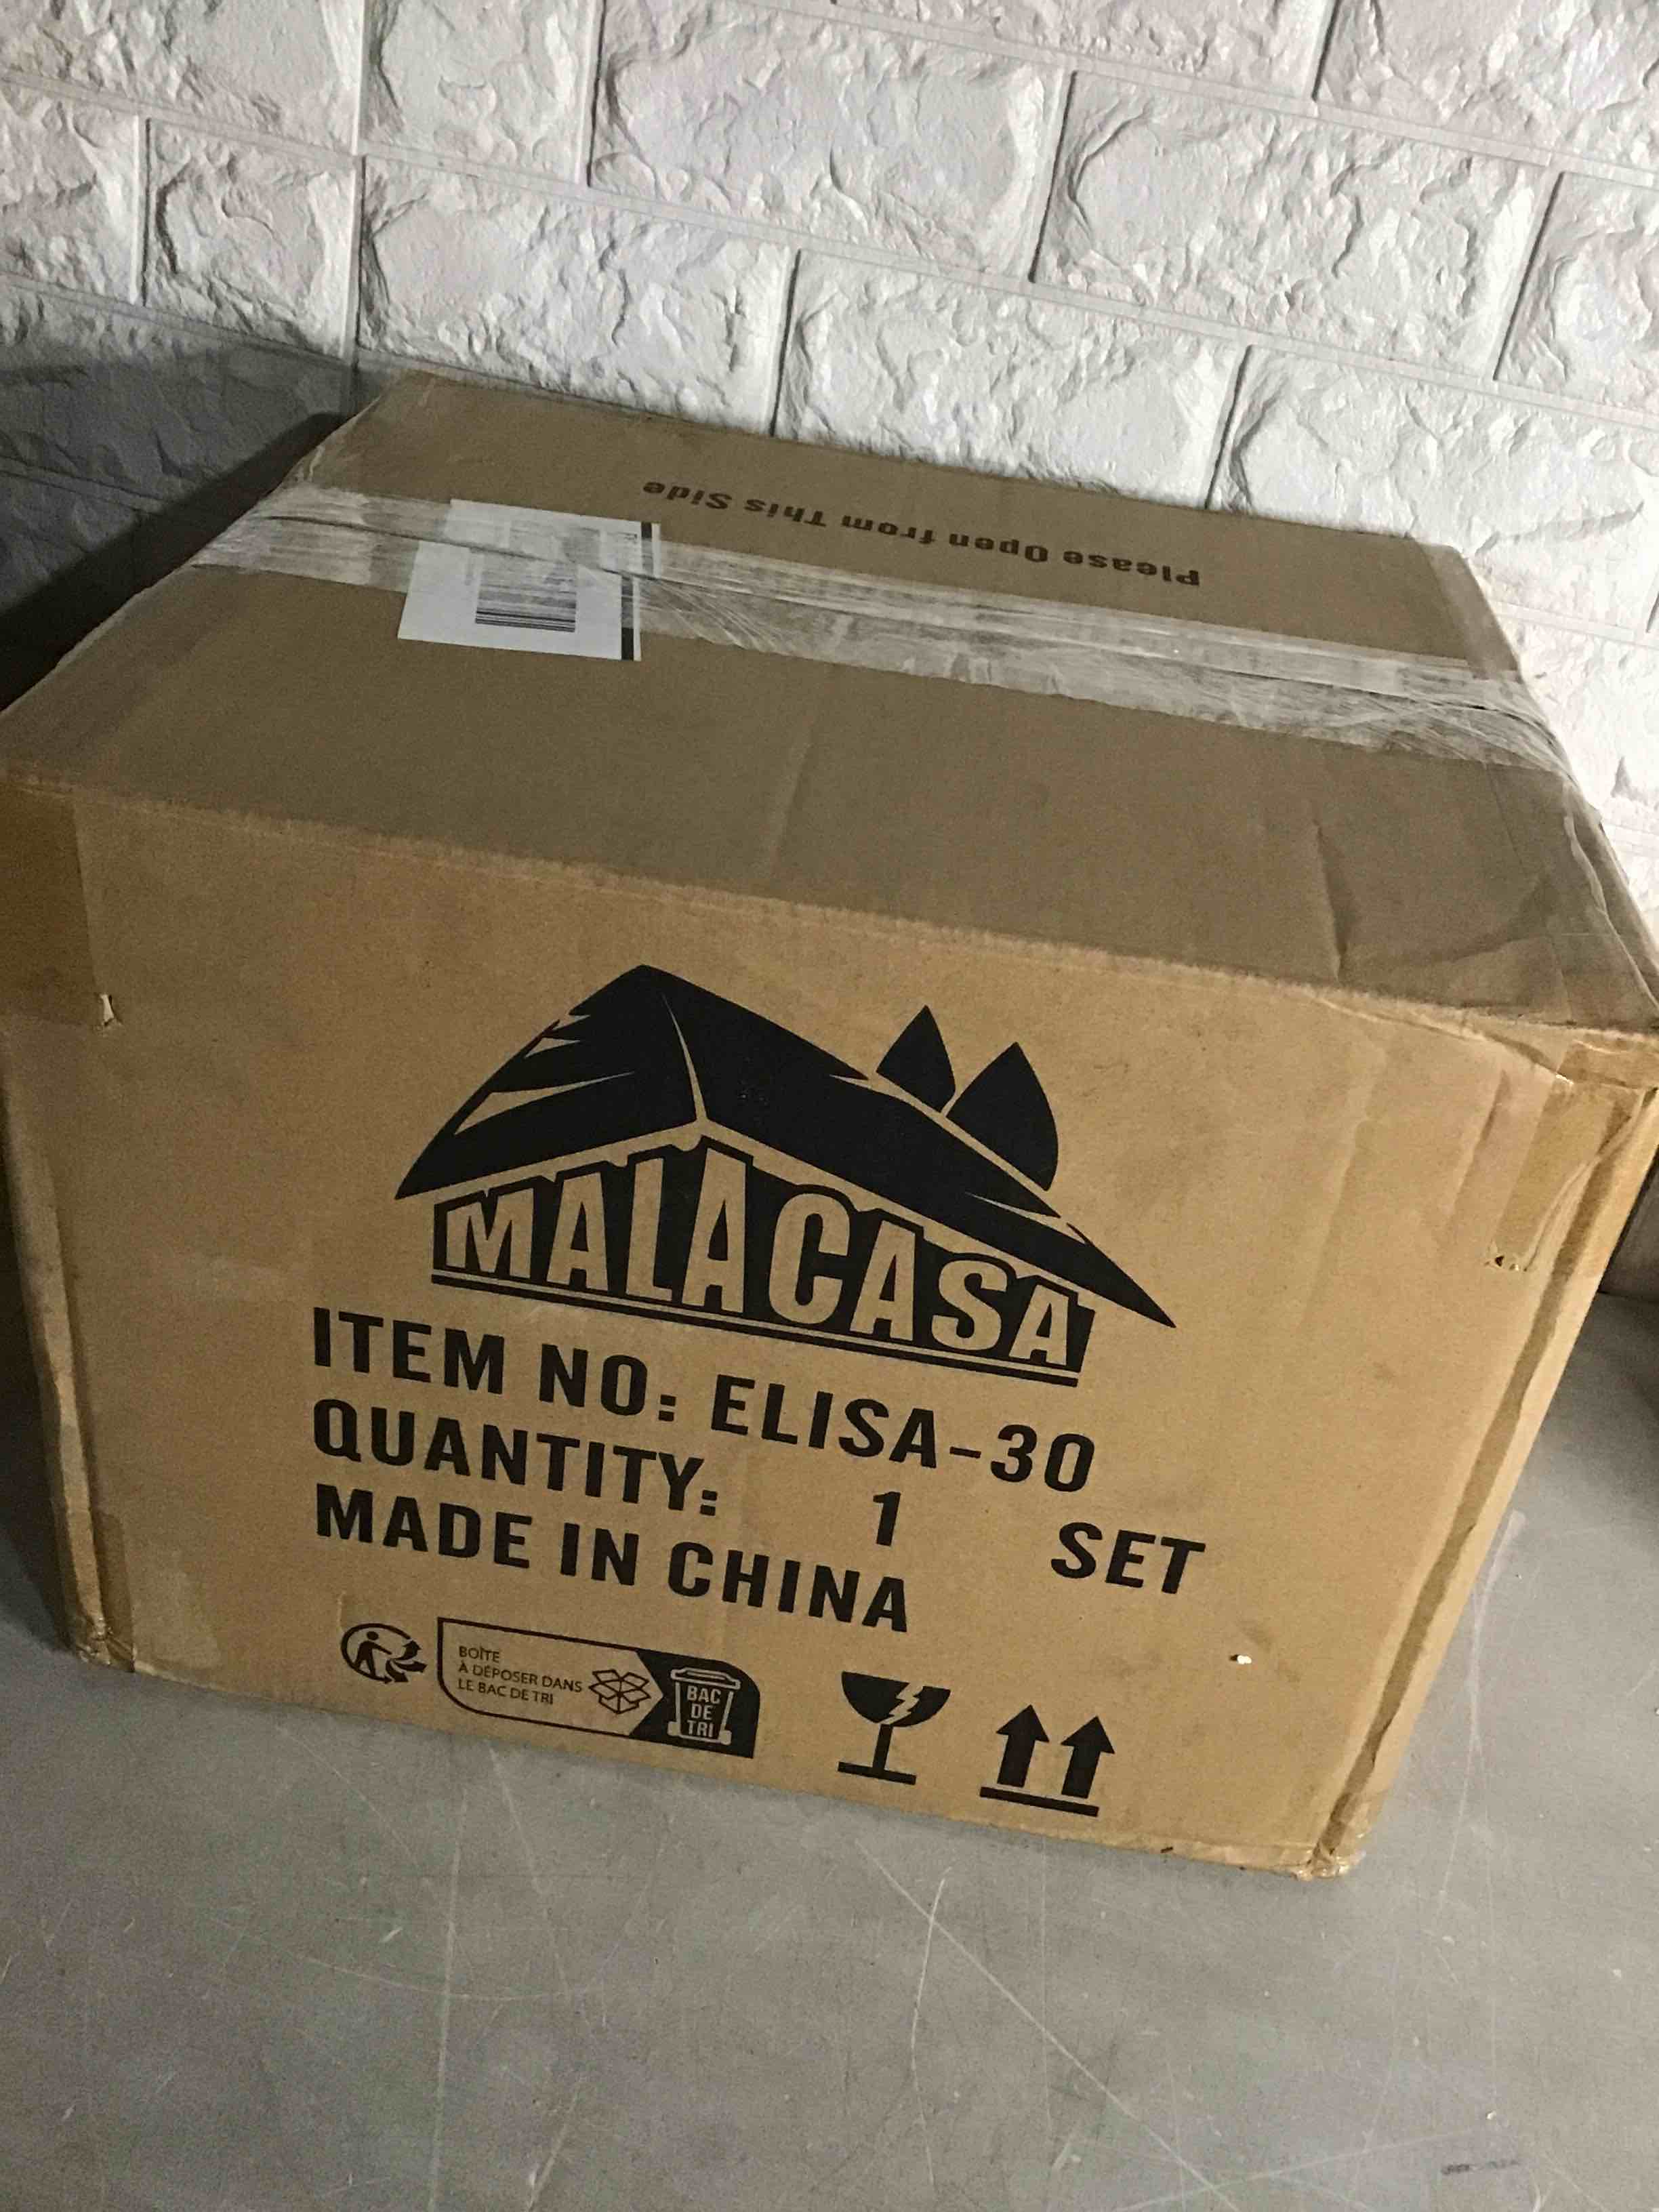 Please Open from This Side
MALACASA
ITEM NO: ELISA-30
QUANTITY: 1 SET
MADE IN CHINA
BOÎTE
À DÉPOSER DANS
LE BAC DE TRI
BAC
DE
TRI